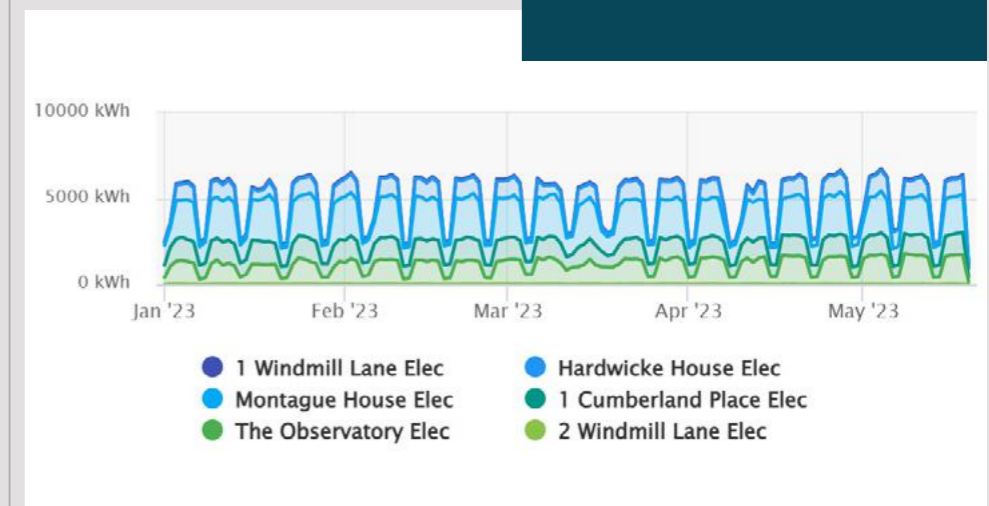 10000 kWh
5000 kWh
0 kWh
Jan '23 Feb '23 Mar '23 Apr '23 May '23
1 Windmill Lane Elec Hardwicke House Elec
Montague House Elec 1 Cumberland Place Elec
The Observatory Elec 2 Windmill Lane Elec